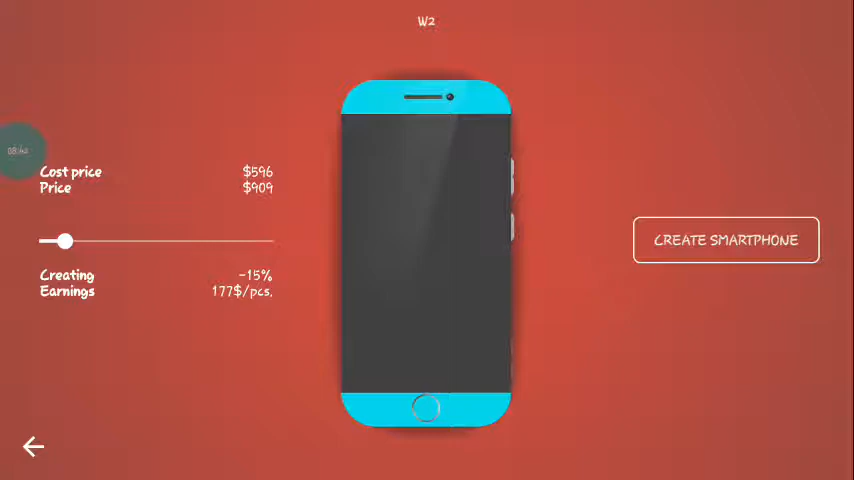 W2
Cost price $596
Price $909
Creating -15%
Earnings 177$/pcs.
CREATE SMARTPHONE